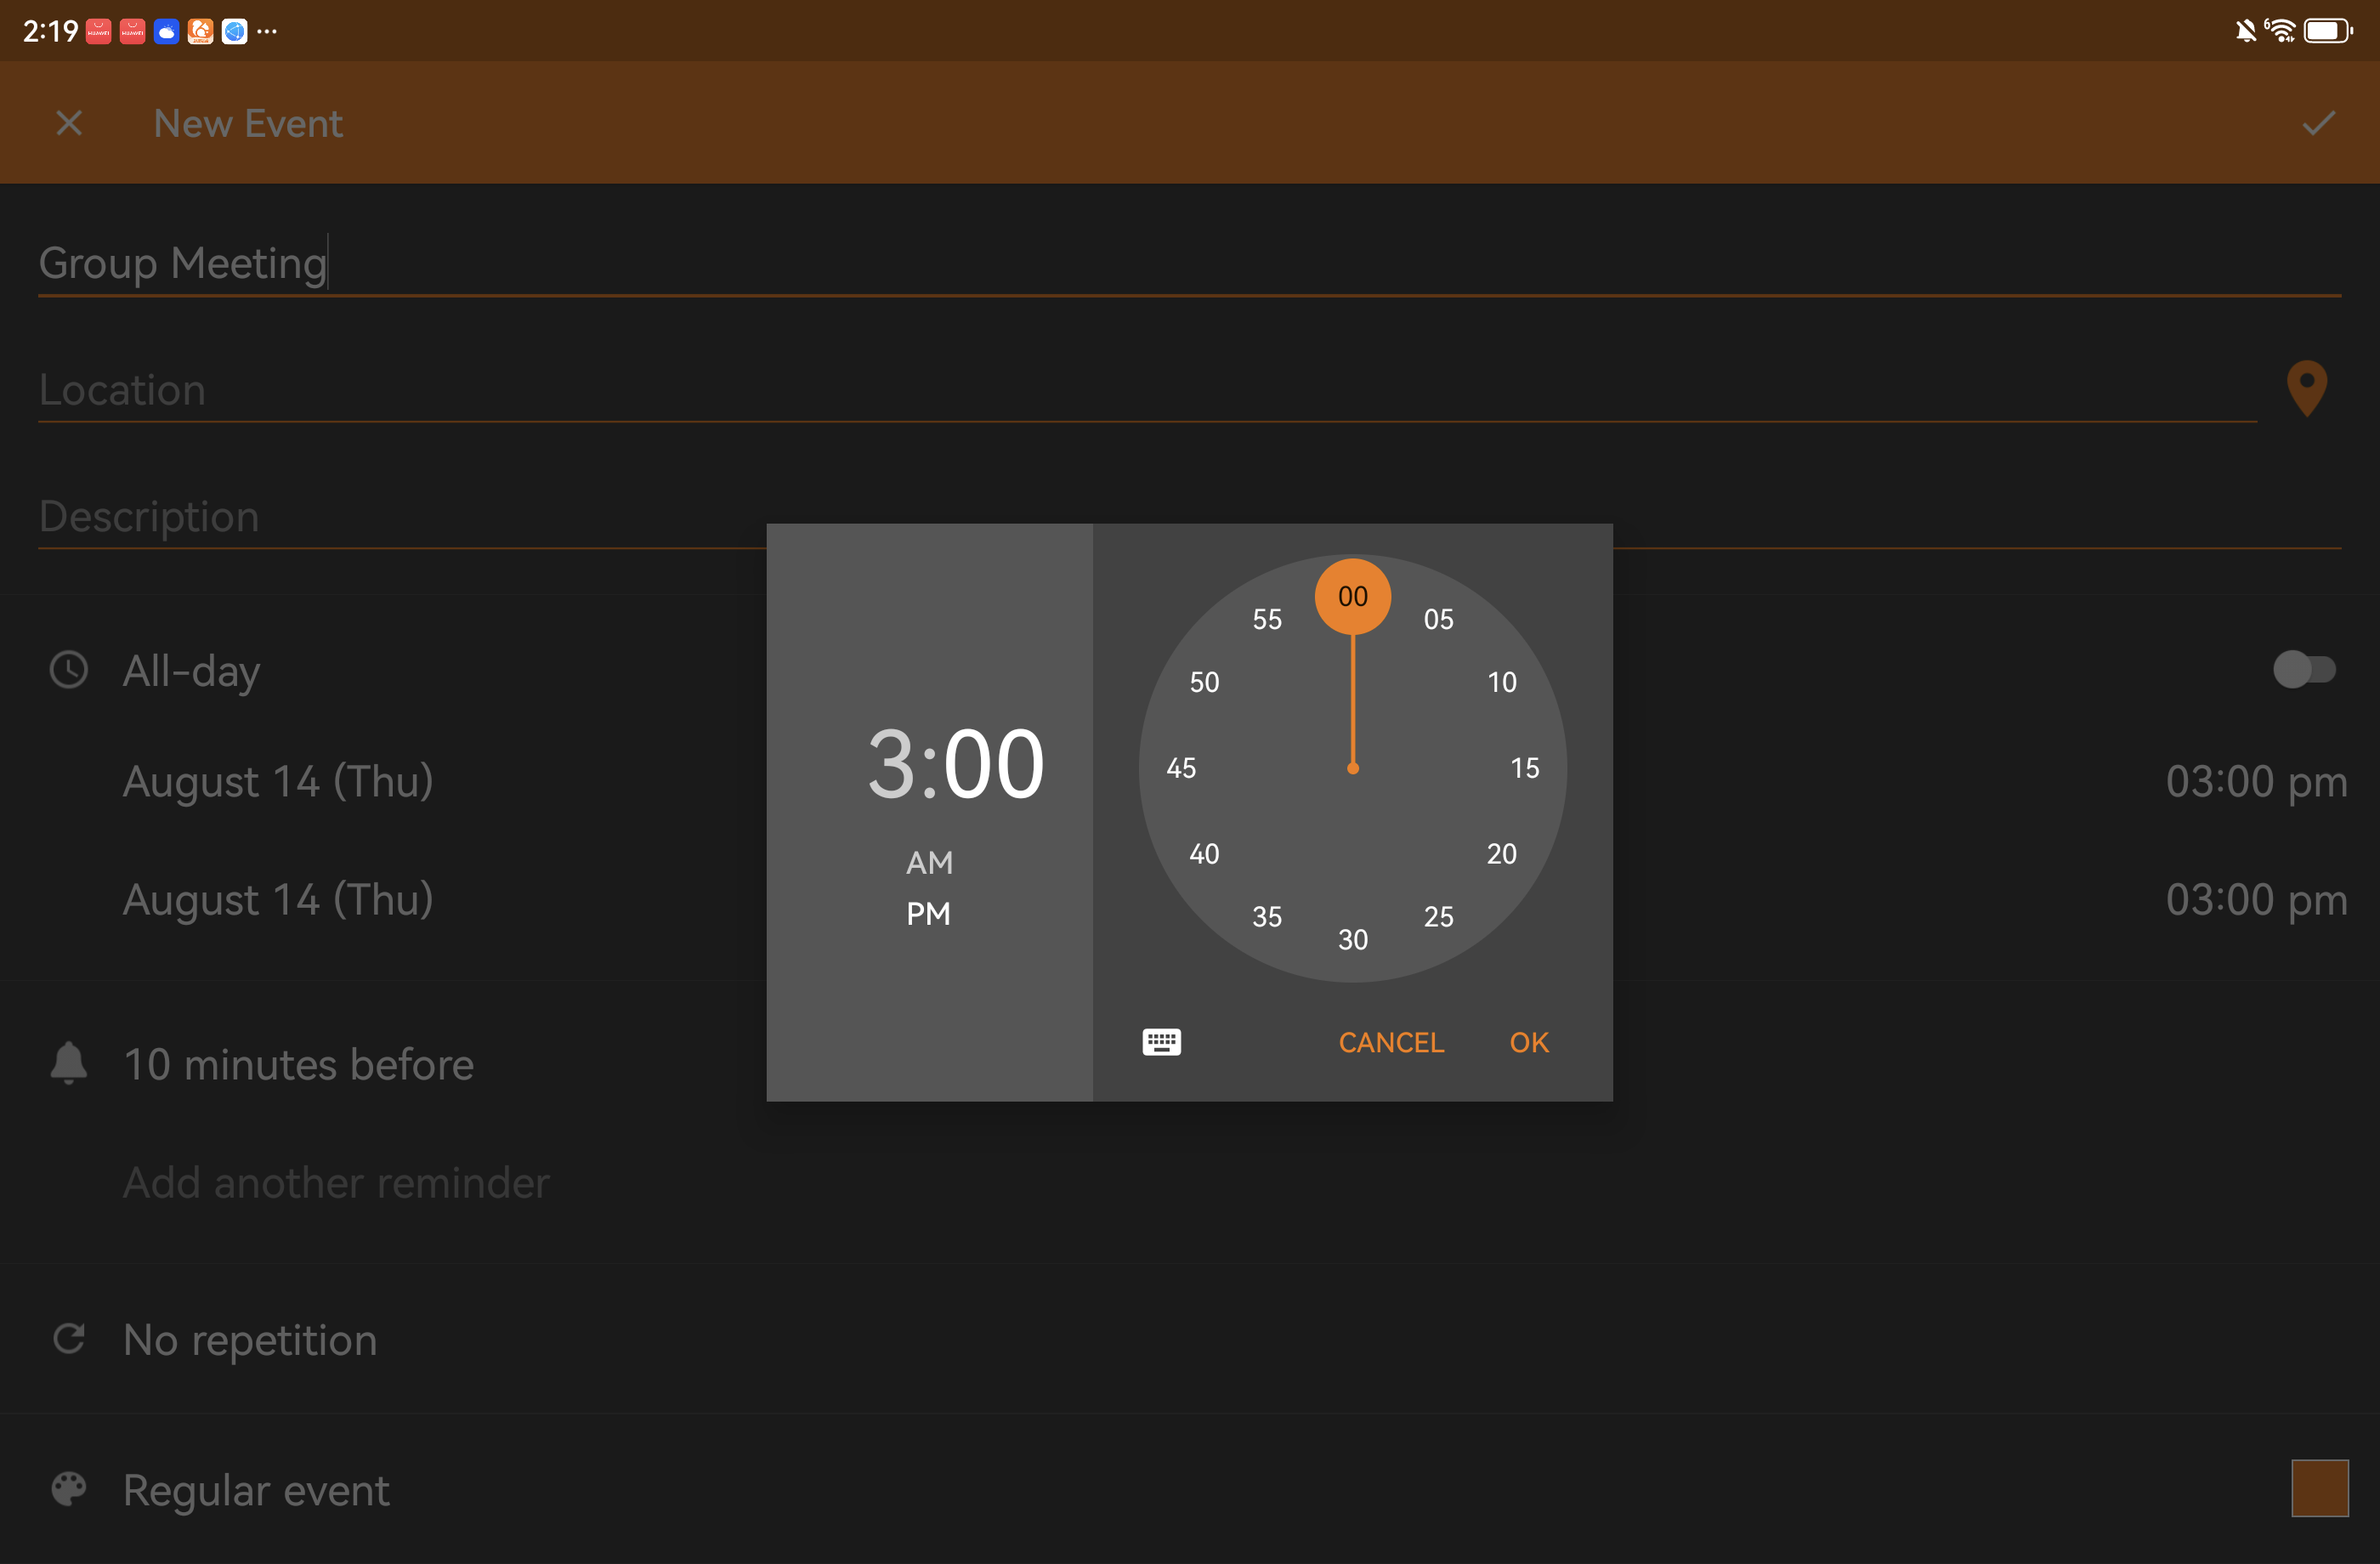 2:19
New Event
Group Meeting
Location
Description
All-day
August 14 (Thu) 03:00 pm
August 14 (Thu) 03:00 pm
10 minutes before
Add another reminder
No repetition
Regular event
3:00
AM
PM
00
05
10
15
20
25
30
35
40
45
50
55
CANCEL OK